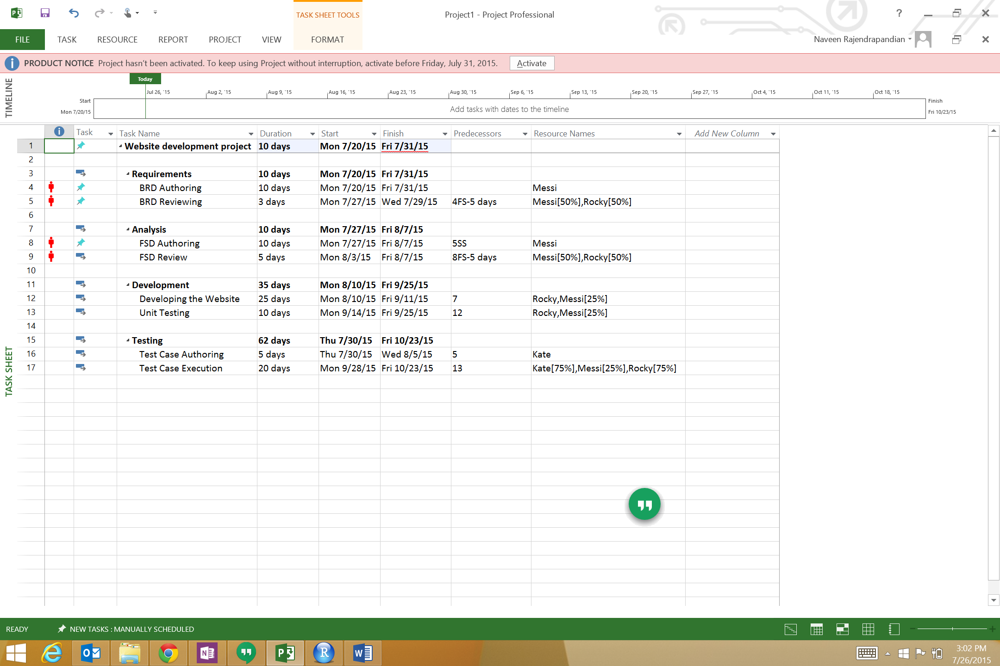 TASK SHEET TOOLS
Project1 - Project Professional
?
FILE TASK RESOURCE REPORT PROJECT VIEW FORMAT
Naveen Rajendrapandian
PRODUCT NOTICE Project hasn't been activated. To keep using Project without interruption, activate before Friday, July 31, 2015. Activate
TIMELINE
Today
Jul 26, '15 Aug 2, '15 Aug 9, '15 Aug 16, '15 Aug 23, '15 Aug 30, '15 Sep 6, '15 Sep 13, '15 Sep 20, '15 Sep 27, '15 Oct 4, '15 Oct 11, '15 Oct 18, '15
Start
Mon 7/20/15
Add tasks with dates to the timeline
Finish
Fri 10/23/15
TASK SHEET
Task Task Name Duration Start Finish Predecessors Resource Names Add New Column
1 Website development project 10 days Mon 7/20/15 Fri 7/31/15
2
3 Requirements 10 days Mon 7/20/15 Fri 7/31/15
4 BRD Authoring 10 days Mon 7/20/15 Fri 7/31/15 Messi
5 BRD Reviewing 3 days Mon 7/27/15 Wed 7/29/15 4FS-5 days Messi[50%],Rocky[50%]
6
7 Analysis 10 days Mon 7/27/15 Fri 8/7/15
8 FSD Authoring 10 days Mon 7/27/15 Fri 8/7/15 5SS Messi
9 FSD Review 5 days Mon 8/3/15 Fri 8/7/15 8FS-5 days Messi[50%],Rocky[50%]
10
11 Development 35 days Mon 8/10/15 Fri 9/25/15
12 Developing the Website 25 days Mon 8/10/15 Fri 9/11/15 7 Rocky,Messi[25%]
13 Unit Testing 10 days Mon 9/14/15 Fri 9/25/15 12 Rocky,Messi[25%]
14
15 Testing 62 days Thu 7/30/15 Fri 10/23/15
16 Test Case Authoring 5 days Thu 7/30/15 Wed 8/5/15 5 Kate
17 Test Case Execution 20 days Mon 9/28/15 Fri 10/23/15 13 Kate[75%],Messi[25%],Rocky[75%]
READY NEW TASKS : MANUALLY SCHEDULED
3:02 PM
7/26/2015